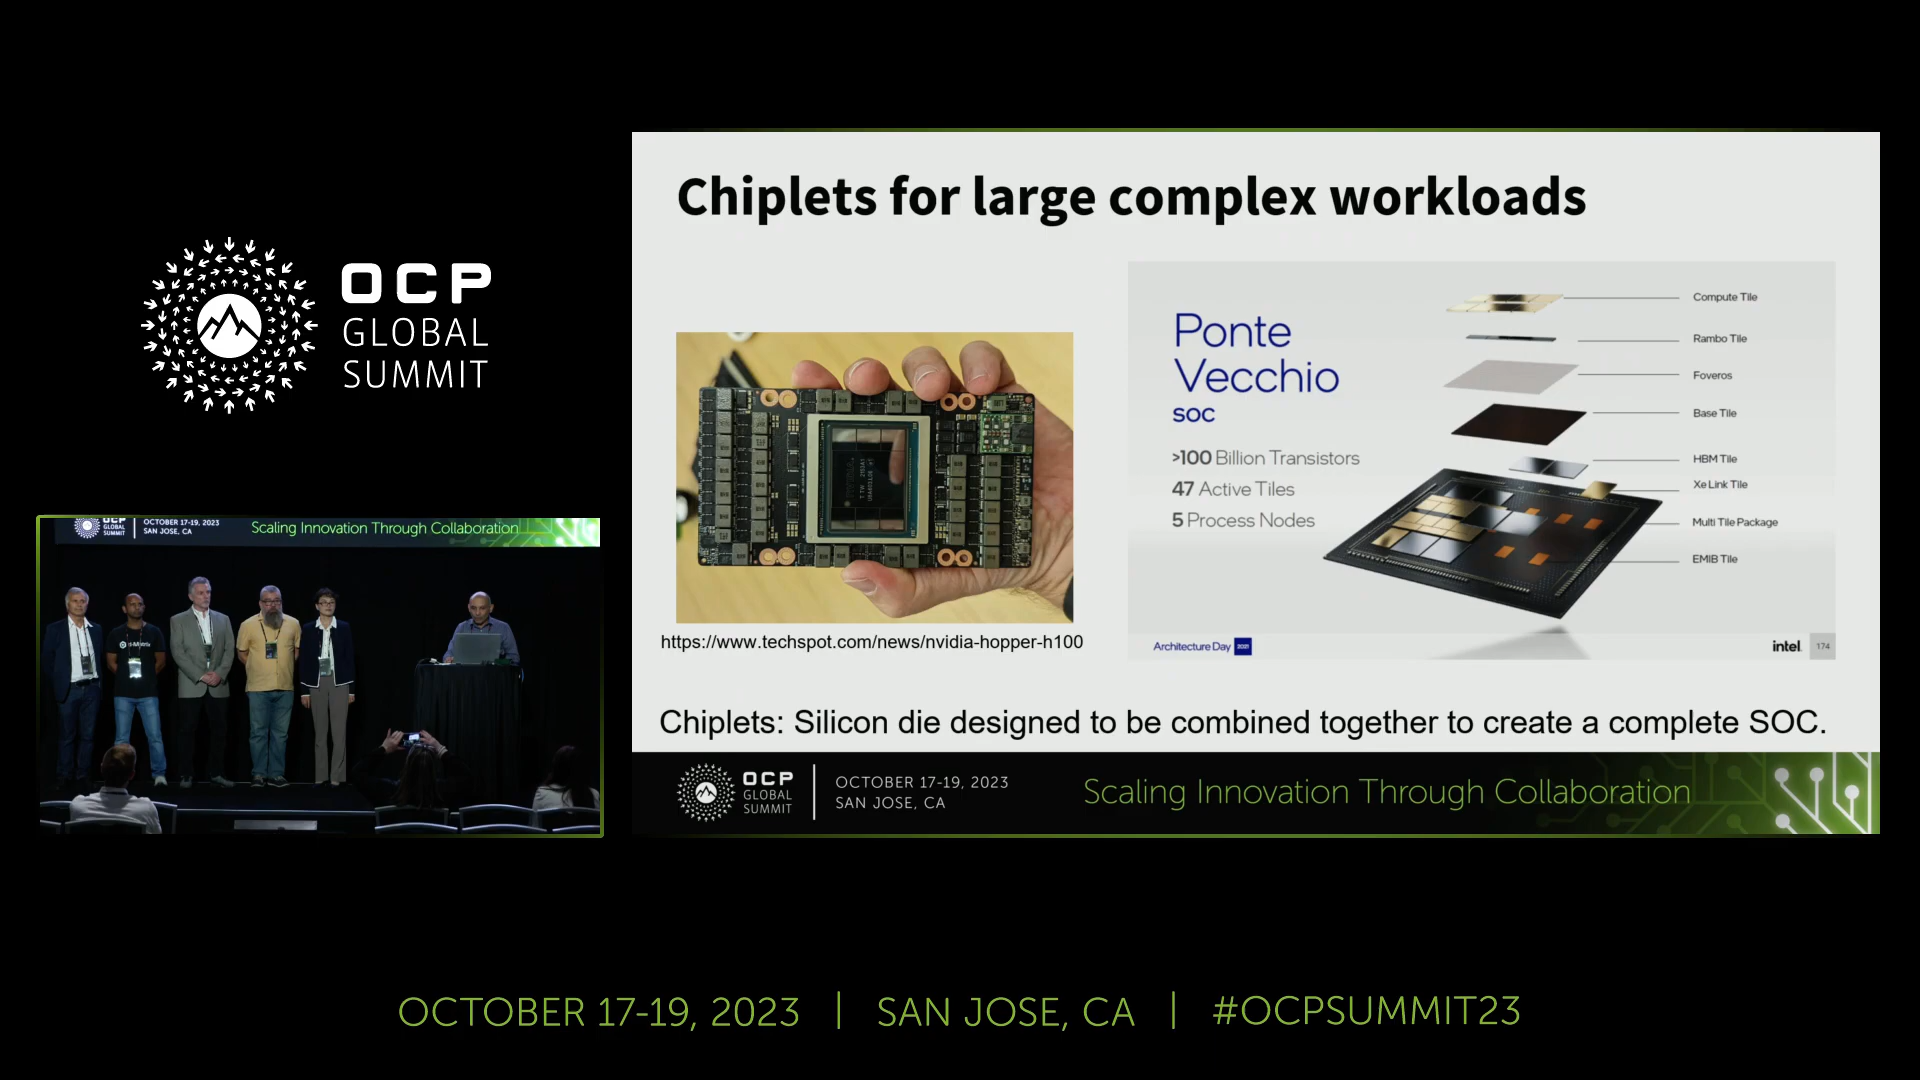 OCP
GLOBAL
SUMMIT
OCP
GLOBAL
SUMMIT
OCTOBER 17-19, 2023
SAN JOSE, CA
Scaling Innovation Through Collaboration
Chiplets for large complex workloads
https://www.techspot.com/news/nvidia-hopper-h100
Ponte
Vecchio
SOC
>100 Billion Transistors
47 Active Tiles
5 Process Nodes
Compute Tile
Rambo Tile
Foveros
Base Tile
HBM Tile
Xe Link Tile
Multi Tile Package
EMIB Tile
Architecture Day 2021
intel.
174
Chiplets: Silicon die designed to be combined together to create a complete SOC.
OCP
GLOBAL
SUMMIT
OCTOBER 17-19, 2023
SAN JOSE, CA
Scaling Innovation Through Collaboration
OCTOBER 17-19, 2023 | SAN JOSE, CA | #OCPSUMMIT23